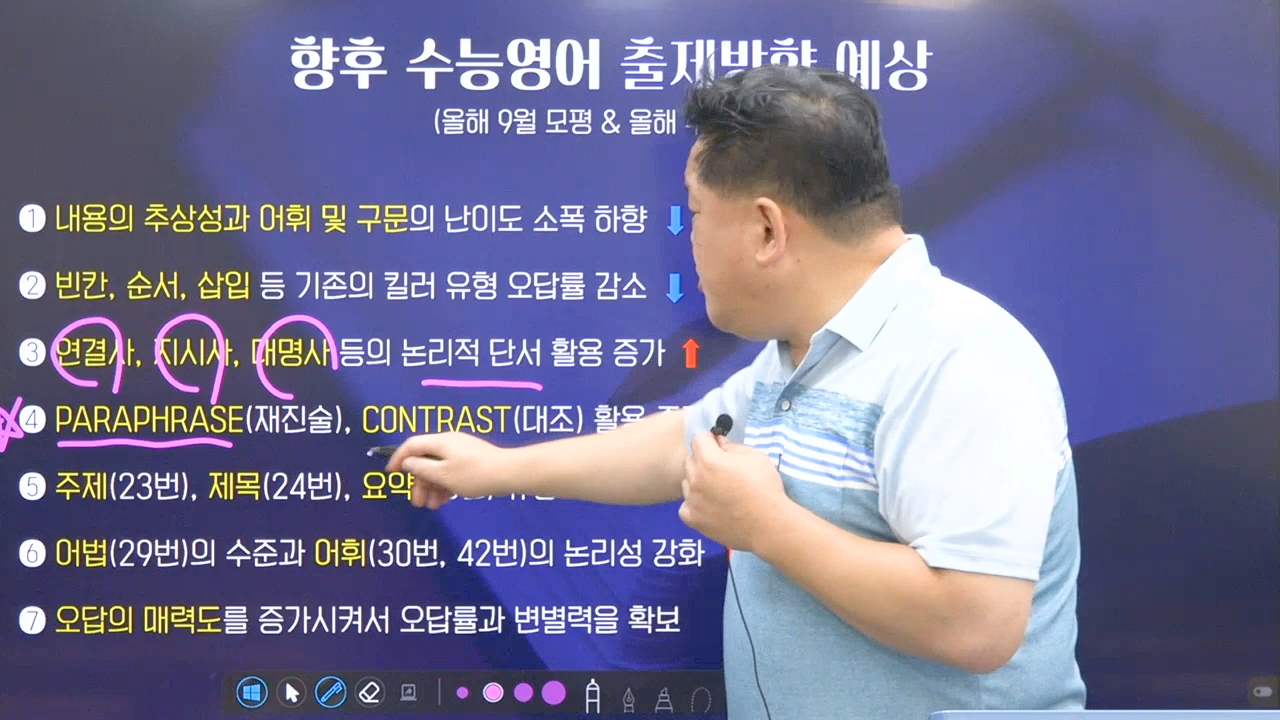 향후 수능영어 출제방향 예상
(올해 9월 모평 & 올해
① 내용의 추상성과 어휘 및 구문의 난이도 소폭 하향
② 빈칸, 순서, 삽입 등 기존의 킬러 유형 오답률 감소
③ 연결사, 지시사, 대명사 등의 논리적 단서 활용 증가
④ PARAPHRASE(재진술), CONTRAST(대조) 활용
⑤ 주제(23번), 제목(24번), 요약
⑥ 어법(29번)의 수준과 어휘(30번, 42번)의 논리성 강화
⑦ 오답의 매력도를 증가시켜서 오답률과 변별력을 확보